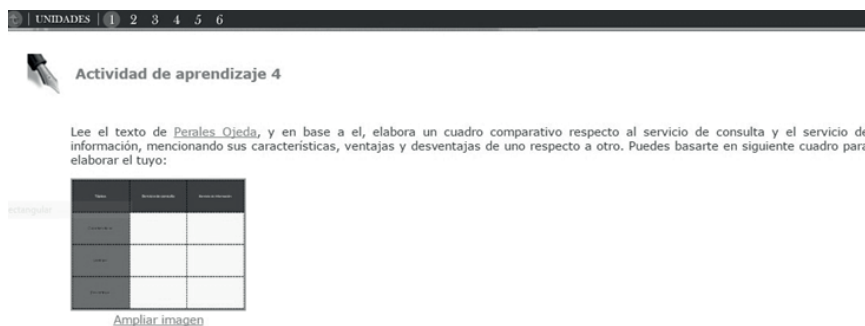 UNIDADES 1 2 3 4 5 6
Actividad de aprendizaje 4
Lee el texto de Perales Ojeda, y en base a el, elabora un cuadro comparativo respecto al servicio de consulta y el servicio de
información, mencionando sus características, ventajas y desventajas de uno respecto a otro. Puedes basarte en siguiente cuadro para
elaborar el tuyo:
Ampliar imagen